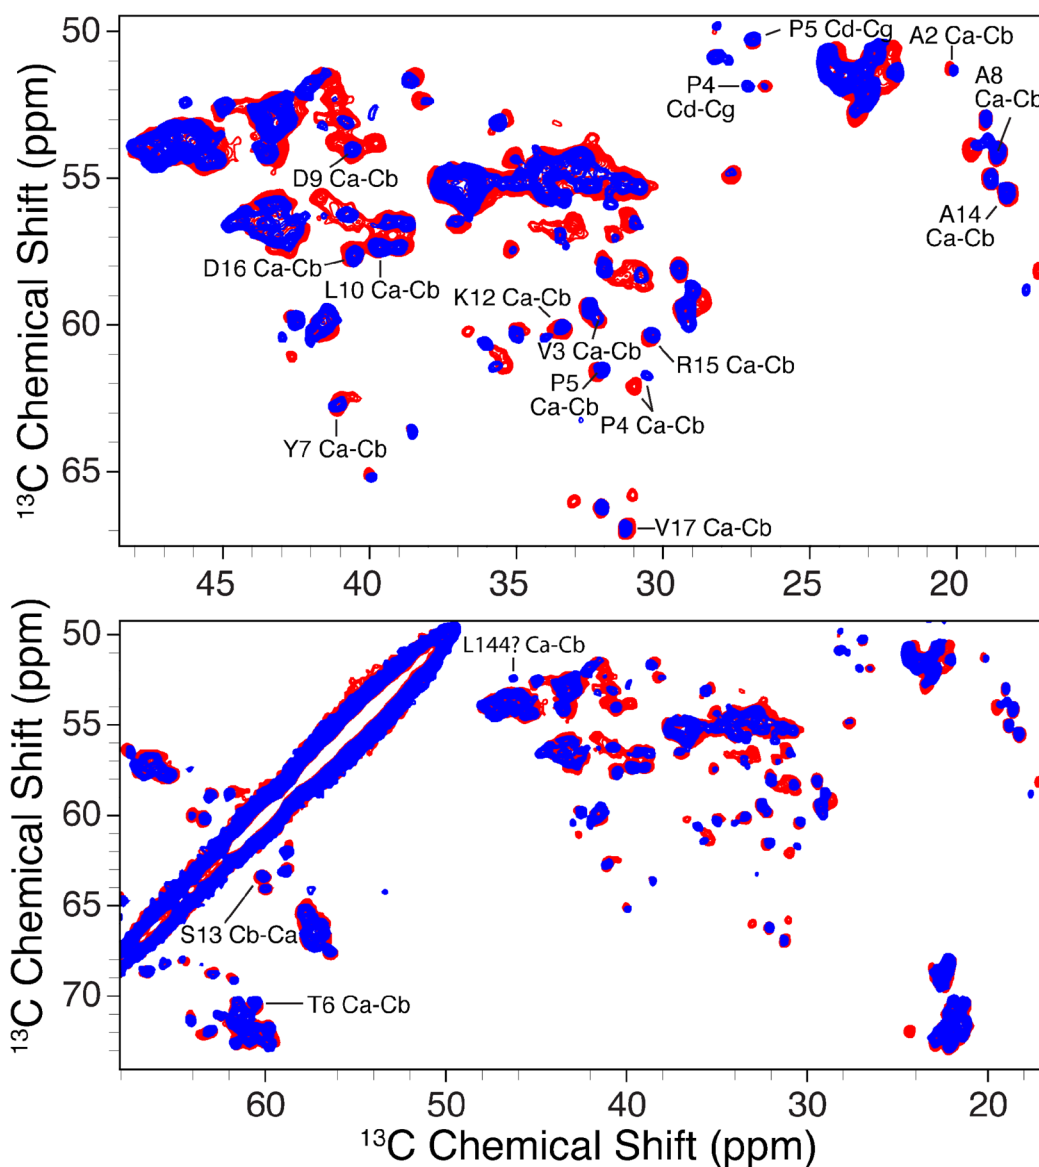 50
55
60
65
13C Chemical Shift (ppm)
P5 Cd-Cg
A2 Ca-Cb
P4
Cd-Cg
A8
Ca-Cb
D9 Ca-Cb
A14
Ca-Cb
D16 Ca-Cb
L10 Ca-Cb
K12 Ca-Cb
V3 Ca-Cb
R15 Ca-Cb
P5
Ca-Cb
P4 Ca-Cb
Y7 Ca-Cb
V17 Ca-Cb
45 40 35 30 25 20
50
55
60
65
70
13C Chemical Shift (ppm)
L144? Ca-Cb
S13 Cb-Ca
T6 Ca-Cb
60 50 40 30 20
13C Chemical Shift (ppm)